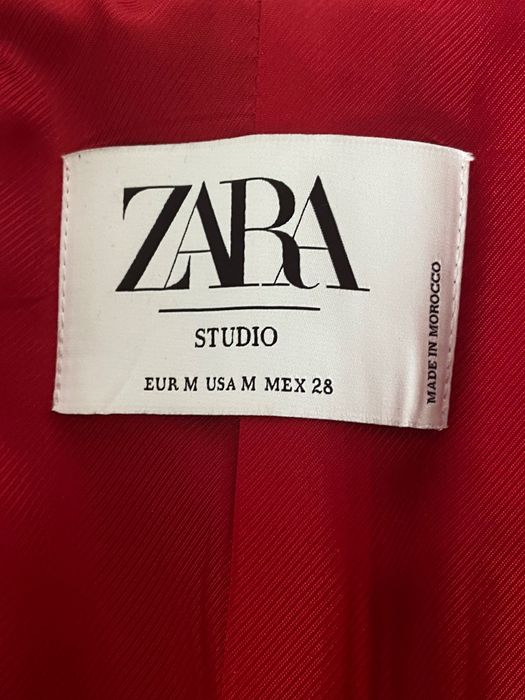 ZARA
STUDIO
EUR M USA M MEX 28
MADE IN MOROCCO